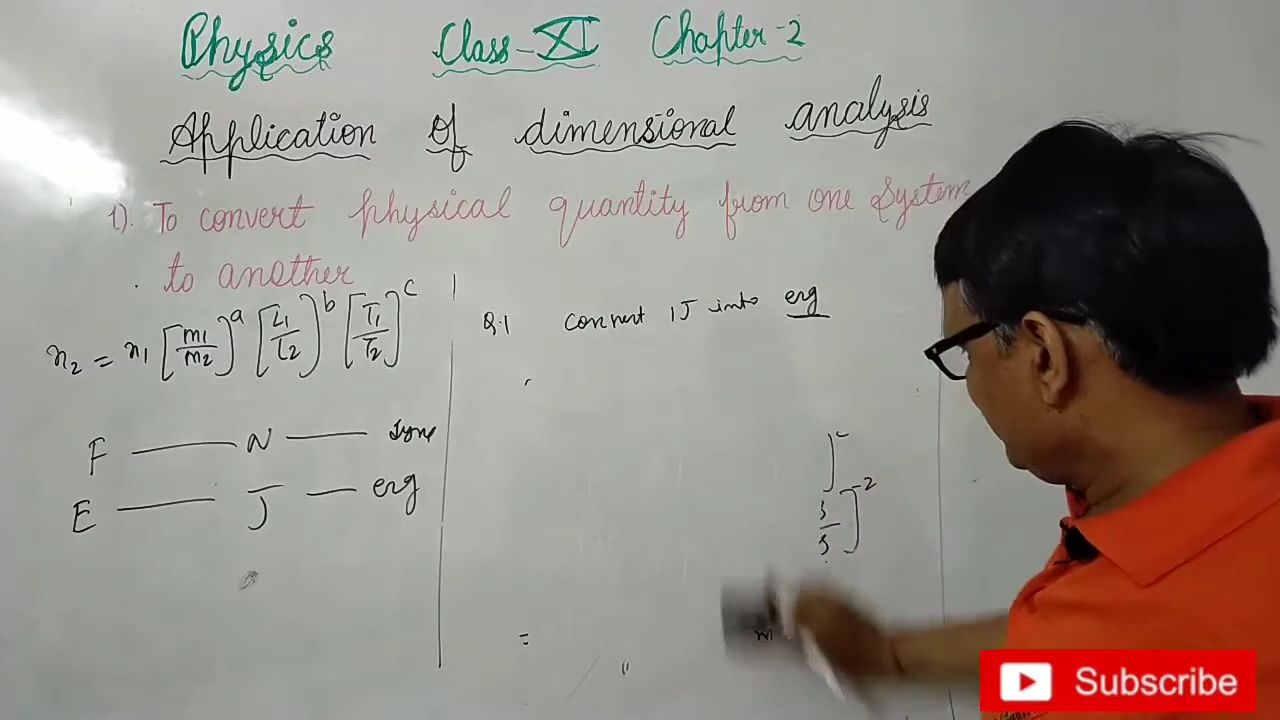 Physics Class-XI Chapter-2
Application Of dimensional analysis
1). To convert physical quantity from one System
to another
n2 = n1 [m1/m2]^a [L1/L2]^b [T1/T2]^c
Q.1 convert 1J into erg
F — N — dyne
E — J — erg
]^-2
=
m
Subscribe